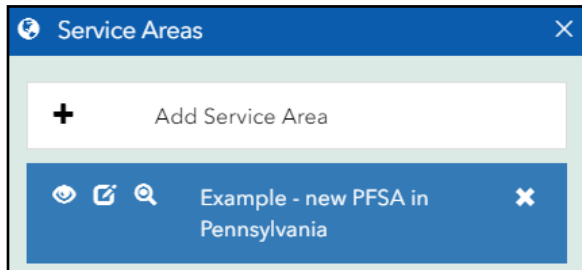 Service Areas
Add Service Area
Example - new PFSA in
Pennsylvania